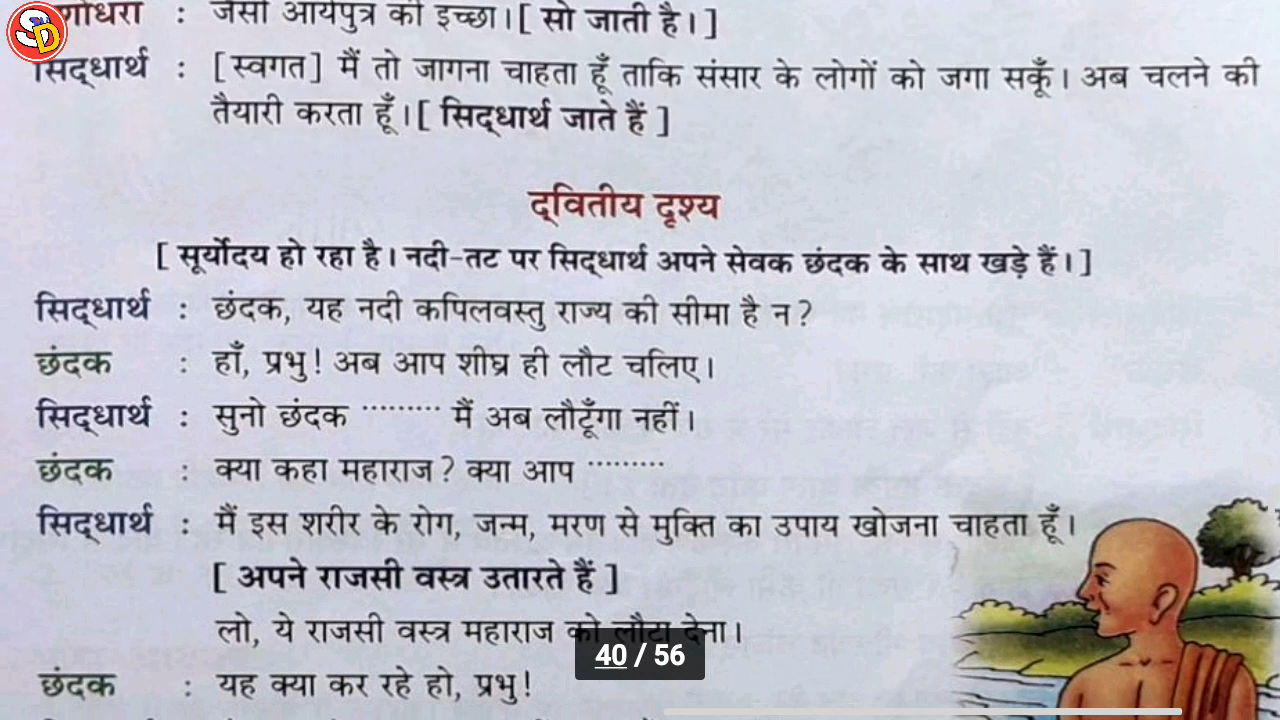 SD
यशोधरा : जैसी आर्यपुत्र की इच्छा। [ सो जाती है। ]
सिद्धार्थ : [ स्वगत ] मैं तो जागना चाहता हूँ ताकि संसार के लोगों को जगा सकूँ। अब चलने की
तैयारी करता हूँ। [ सिद्धार्थ जाते हैं ]
द्वितीय दृश्य
[ सूर्योदय हो रहा है। नदी-तट पर सिद्धार्थ अपने सेवक छंदक के साथ खड़े हैं। ]
सिद्धार्थ : छंदक, यह नदी कपिलवस्तु राज्य की सीमा है न?
छंदक : हाँ, प्रभु! अब आप शीघ्र ही लौट चलिए।
सिद्धार्थ : सुनो छंदक ········· मैं अब लौटूँगा नहीं।
छंदक : क्या कहा महाराज? क्या आप ·········
सिद्धार्थ : मैं इस शरीर के रोग, जन्म, मरण से मुक्ति का उपाय खोजना चाहता हूँ।
[ अपने राजसी वस्त्र उतारते हैं ]
लो, ये राजसी वस्त्र महाराज को लौटा देना।
40 / 56
छंदक : यह क्या कर रहे हो, प्रभु!